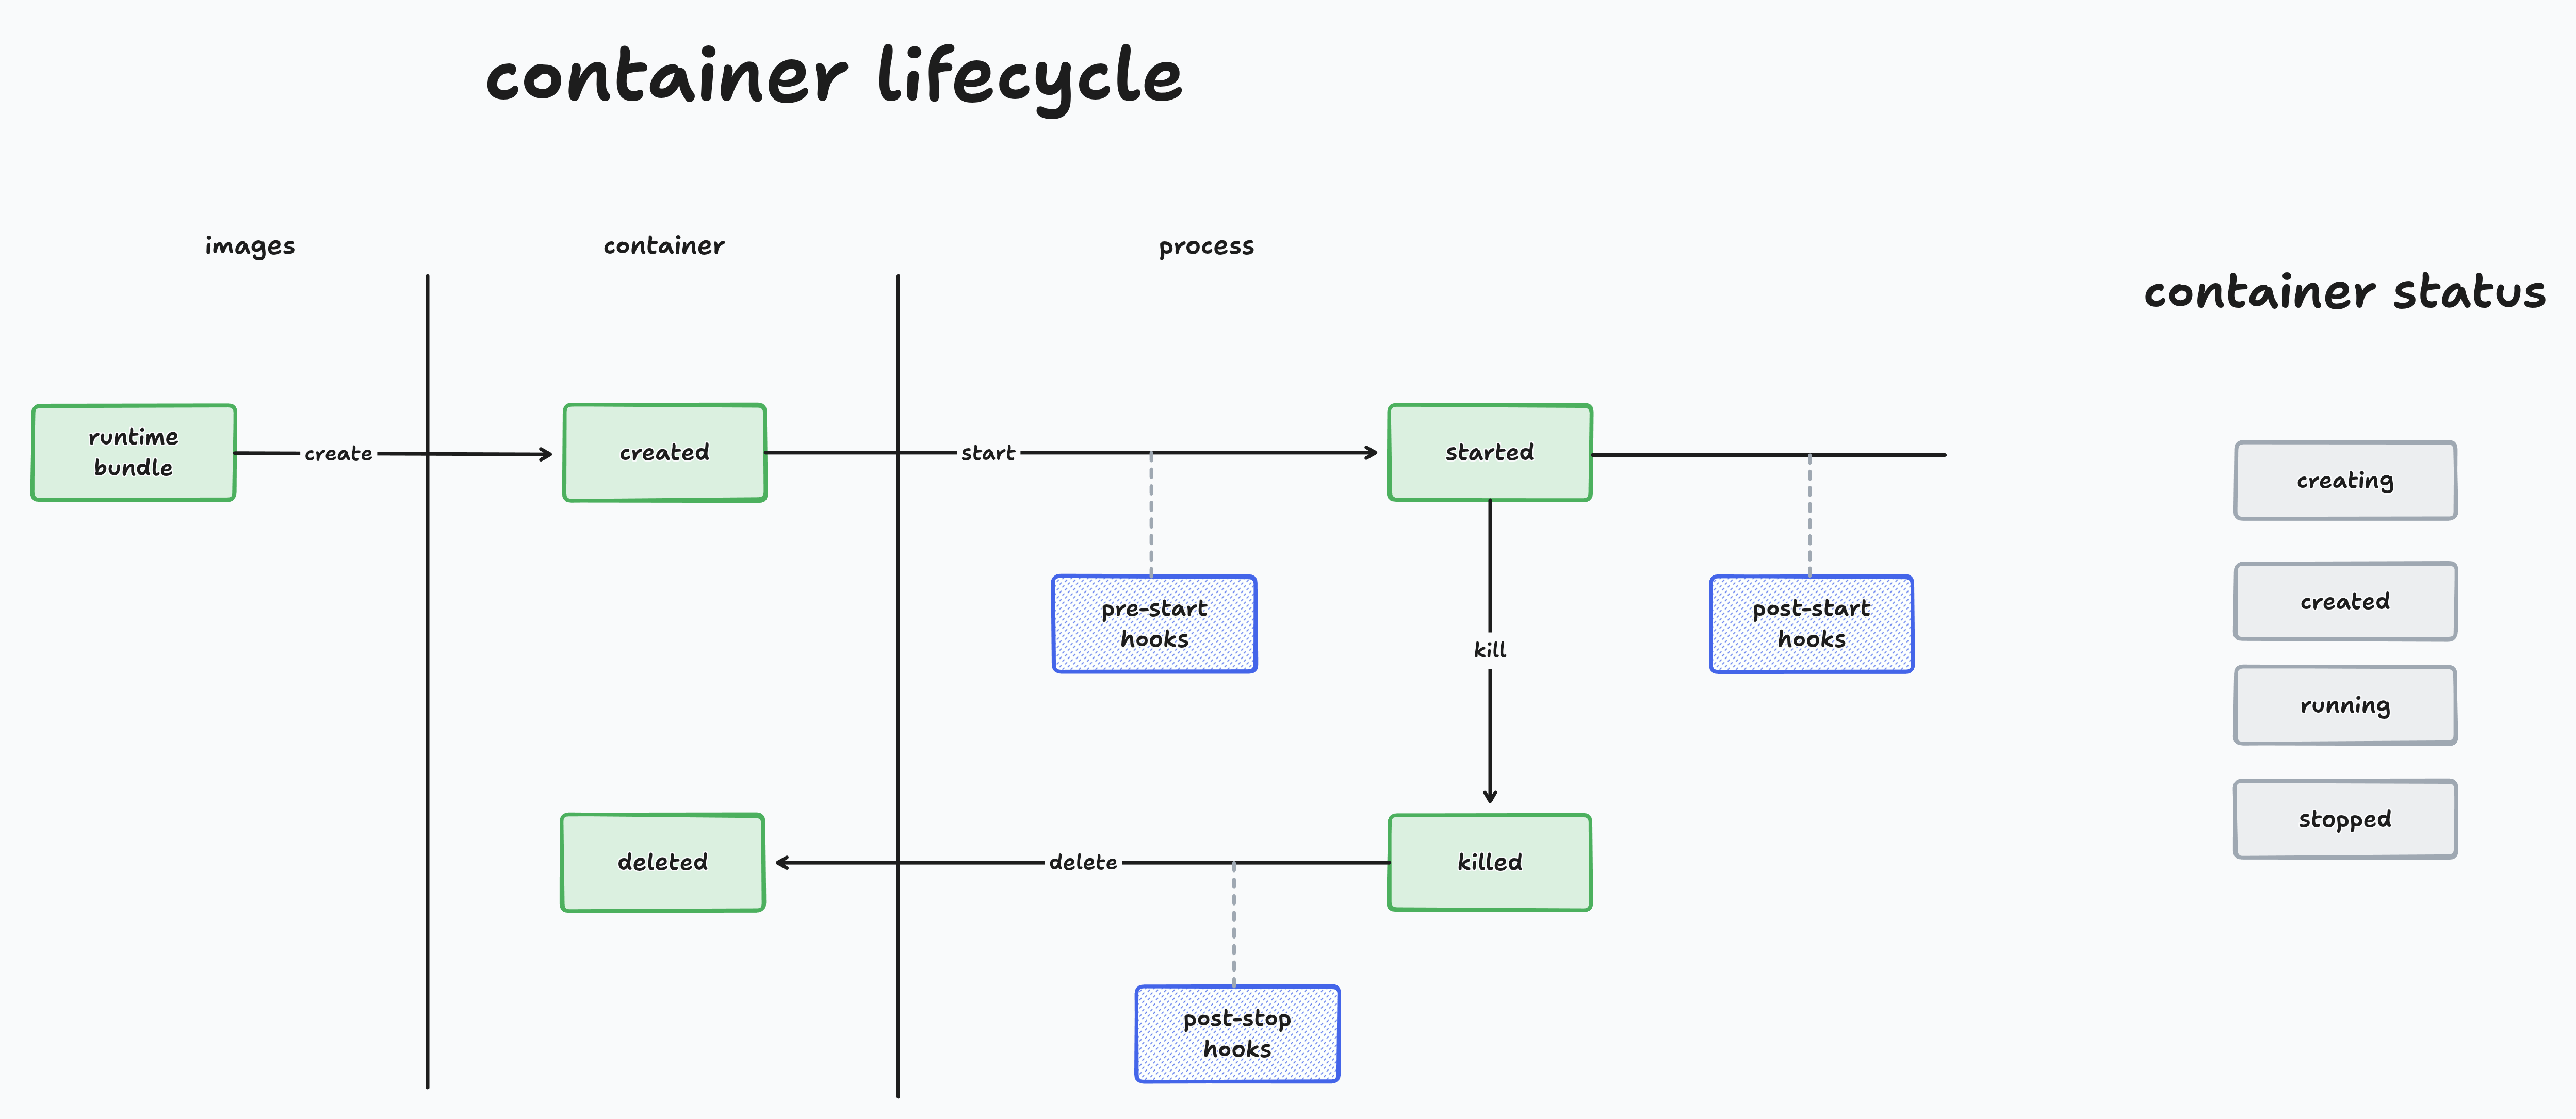 container lifecycle
images
container
process
container status
runtime
bundle
create
created
start
started
creating
created
pre-start
hooks
post-start
hooks
kill
running
stopped
deleted
delete
killed
post-stop
hooks